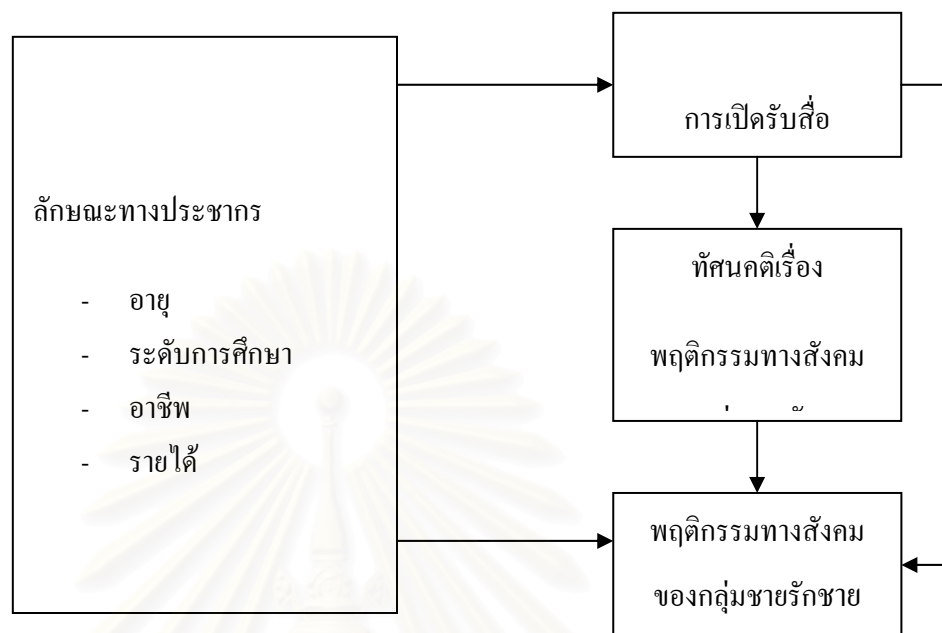 การเปิดรับสื่อ
ลักษณะทางประชากร
- อายุ
- ระดับการศึกษา
- อาชีพ
- รายได้
ทัศนคติเรื่อง
พฤติกรรมทางสังคม
พฤติกรรมทางสังคม
ของกลุ่มชายรักชาย